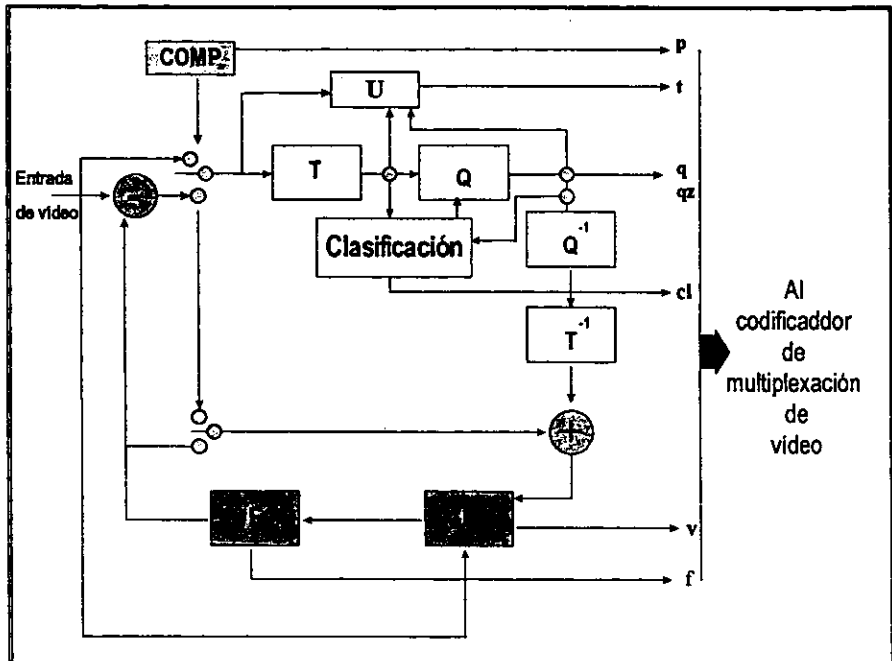 COMP
p
U
t
Entrada
de vídeo
T
Q
q
qz
Clasificación
Q⁻¹
cl
T⁻¹
Al
codificaddor
de
multiplexación
de
vídeo
v
f